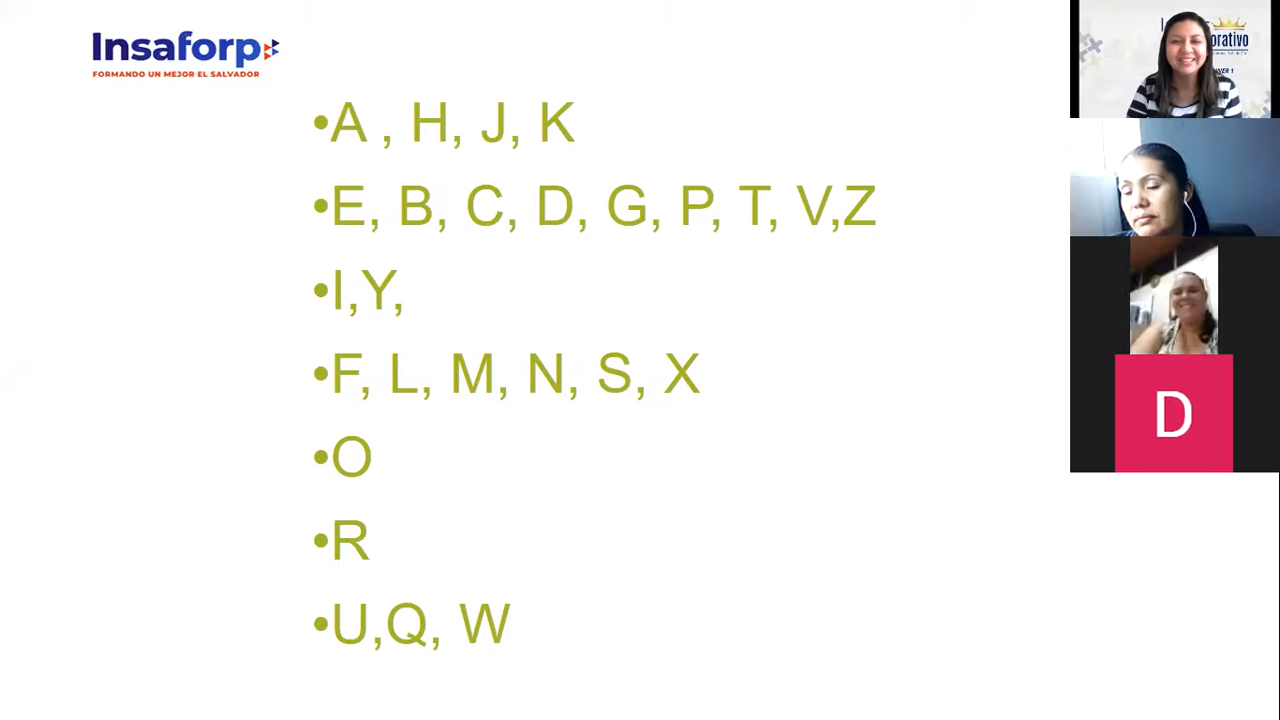 Insaforp
FORMANDO UN MEJOR EL SALVADOR
•A , H, J, K
•E, B, C, D, G, P, T, V,Z
•I,Y,
•F, L, M, N, S, X
•O
•R
•U,Q, W
D